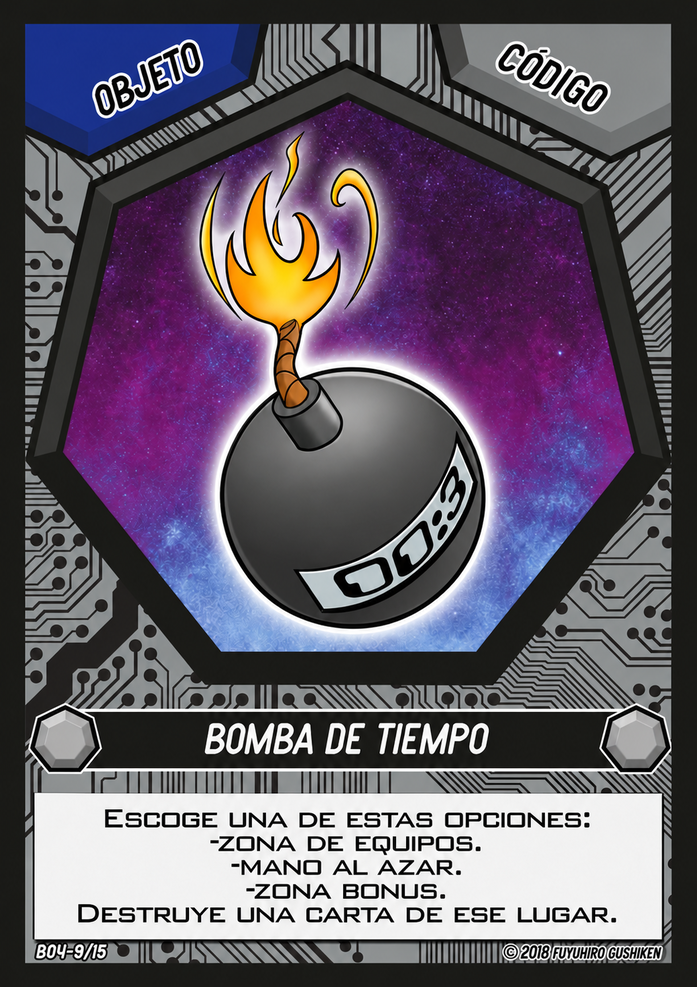 OBJETO
CÓDIGO
00:3
BOMBA DE TIEMPO
ESCOGE UNA DE ESTAS OPCIONES:
-ZONA DE EQUIPOS.
-MANO AL AZAR.
-ZONA BONUS.
DESTRUYE UNA CARTA DE ESE LUGAR.
B04-9/15
© 2018 FUYUHIRO GUSHIKEN